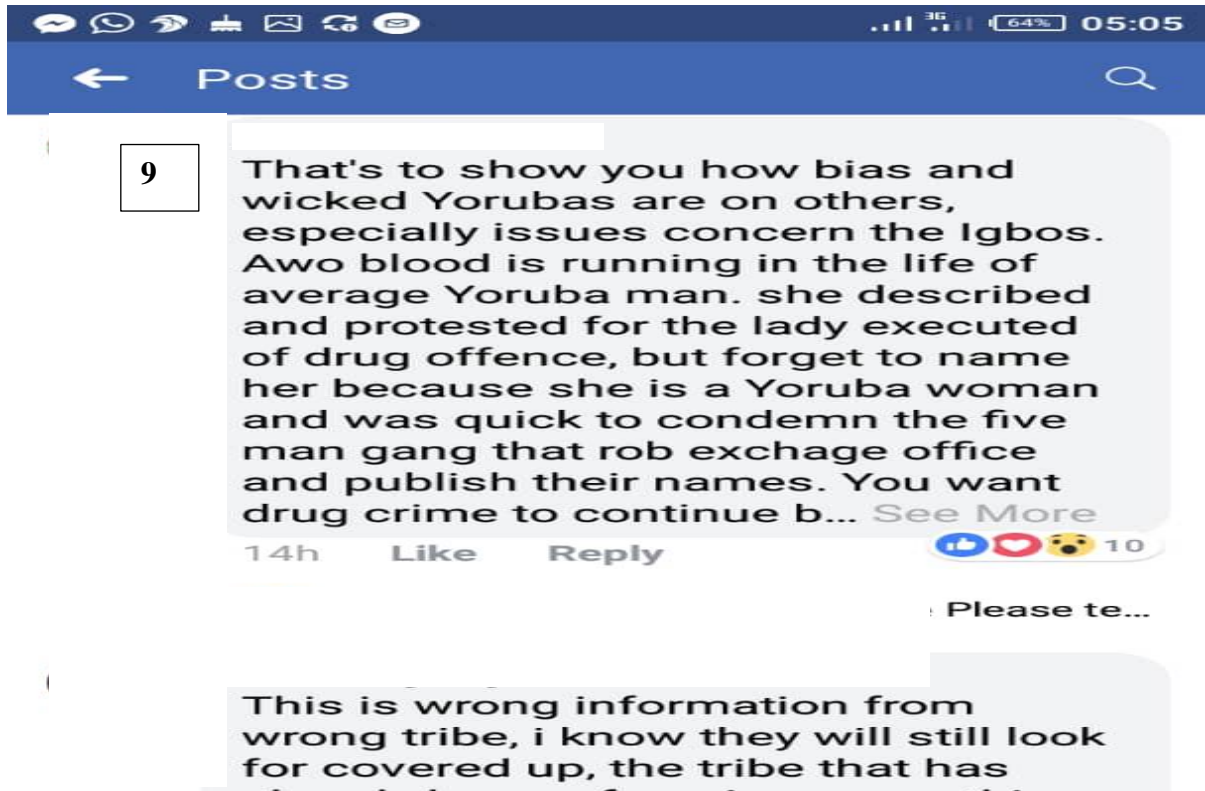 3G 64% 05:05
Posts
9
That's to show you how bias and
wicked Yorubas are on others,
especially issues concern the Igbos.
Awo blood is running in the life of
average Yoruba man. she described
and protested for the lady executed
of drug offence, but forget to name
her because she is a Yoruba woman
and was quick to condemn the five
man gang that rob exchage office
and publish their names. You want
drug crime to continue b... See More
14h Like Reply 10
Please te...
This is wrong information from
wrong tribe, i know they will still look
for covered up, the tribe that has